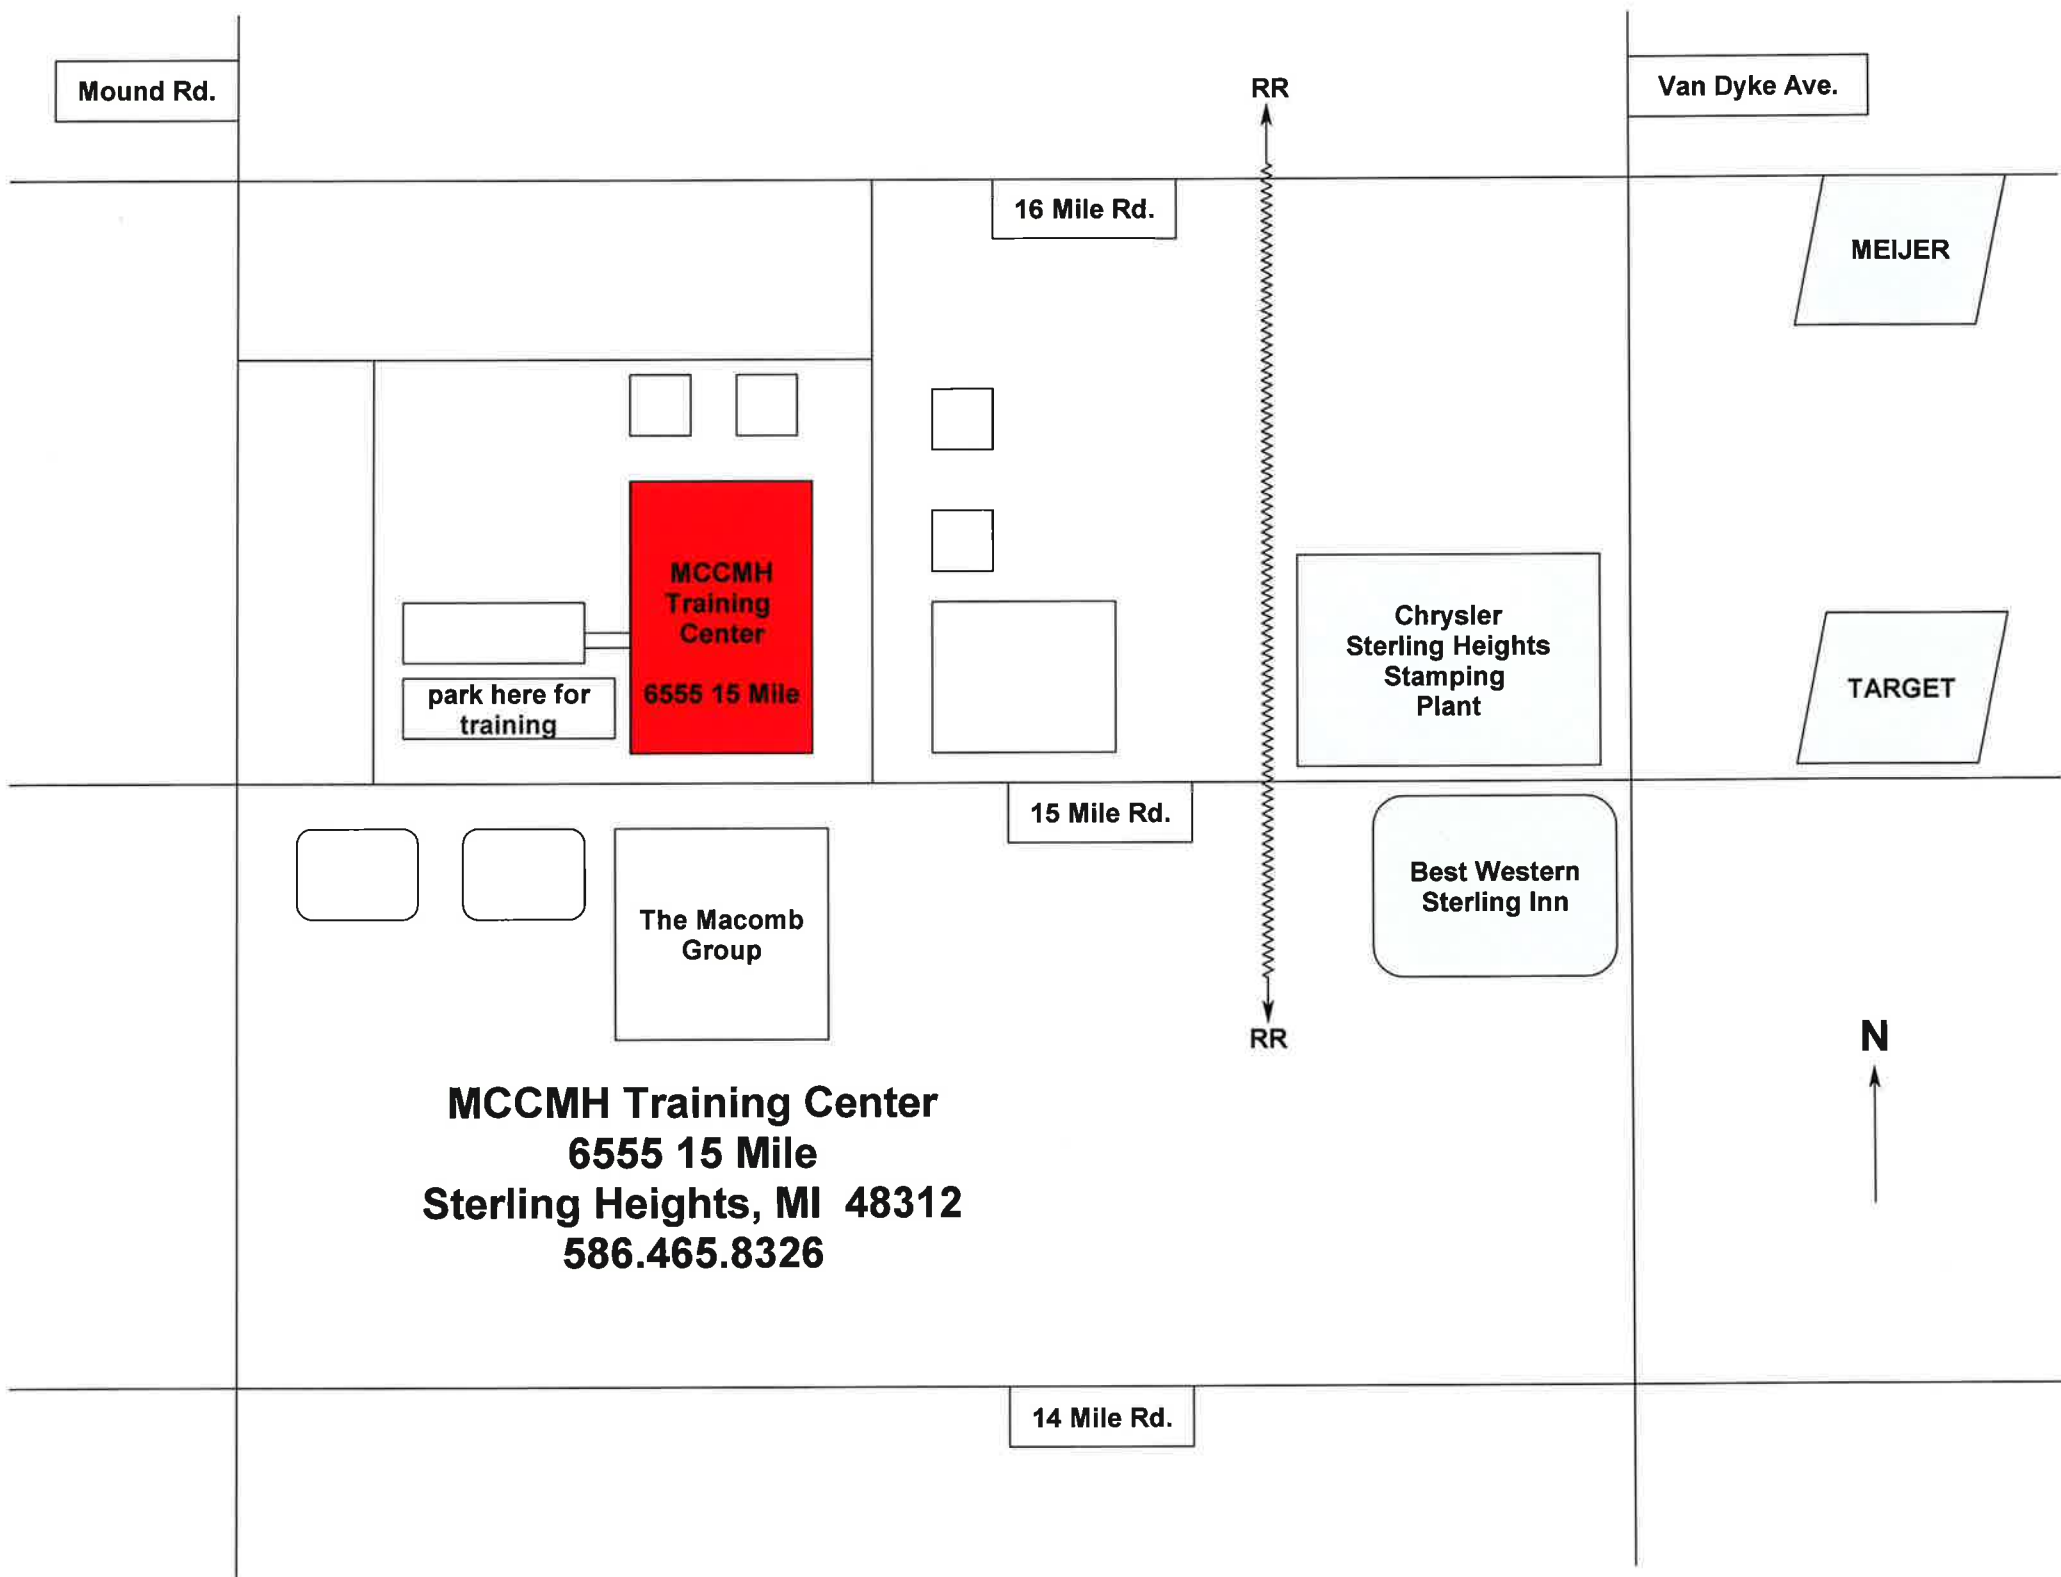 Mound Rd.
RR
Van Dyke Ave.
16 Mile Rd.
MEIJER
MCCMH
Training
Center
6555 15 Mile
park here for
training
Chrysler
Sterling Heights
Stamping
Plant
TARGET
15 Mile Rd.
The Macomb
Group
Best Western
Sterling Inn
RR
N
MCCMH Training Center
6555 15 Mile
Sterling Heights, MI  48312
586.465.8326
14 Mile Rd.